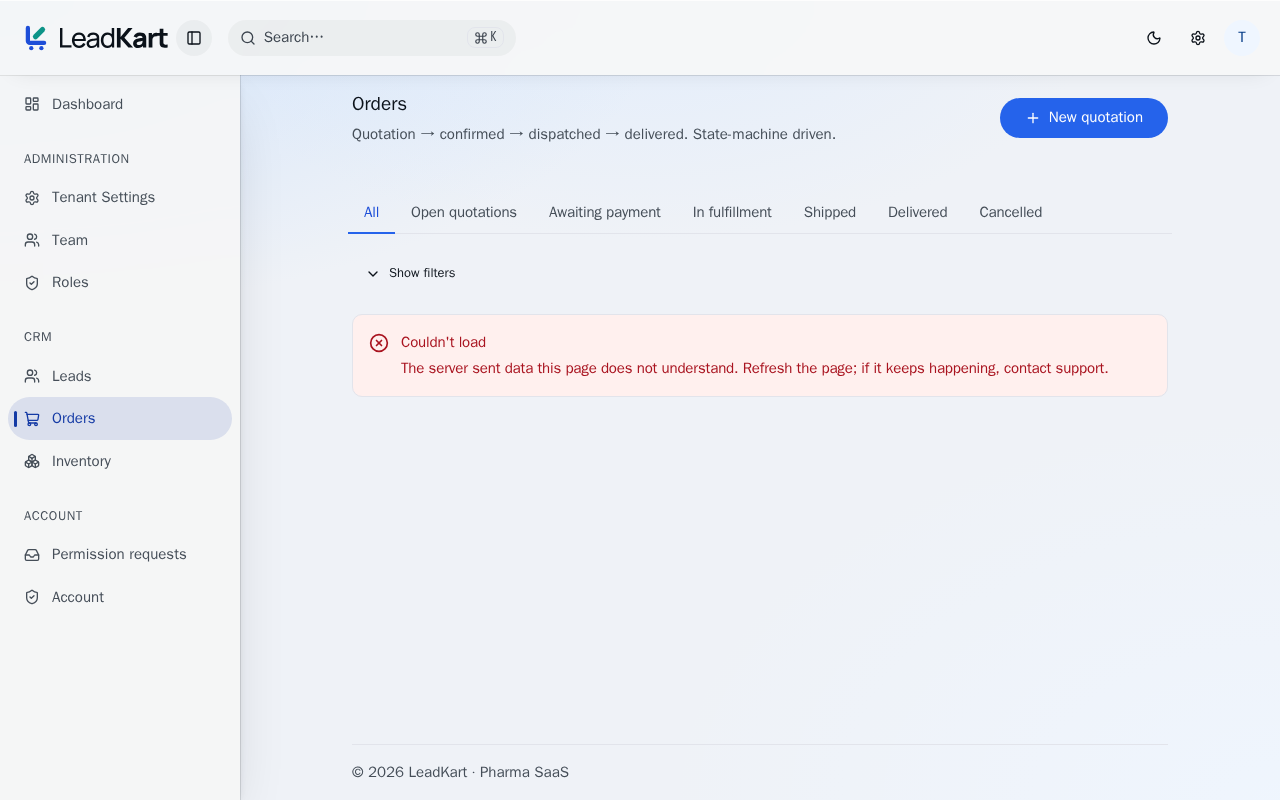 LeadKart
Search… ⌘K
T
Dashboard
ADMINISTRATION
Tenant Settings
Team
Roles
CRM
Leads
Orders
Inventory
ACCOUNT
Permission requests
Account
Orders
Quotation → confirmed → dispatched → delivered. State-machine driven.
New quotation
All Open quotations Awaiting payment In fulfillment Shipped Delivered Cancelled
Show filters
Couldn't load
The server sent data this page does not understand. Refresh the page; if it keeps happening, contact support.
© 2026 LeadKart · Pharma SaaS